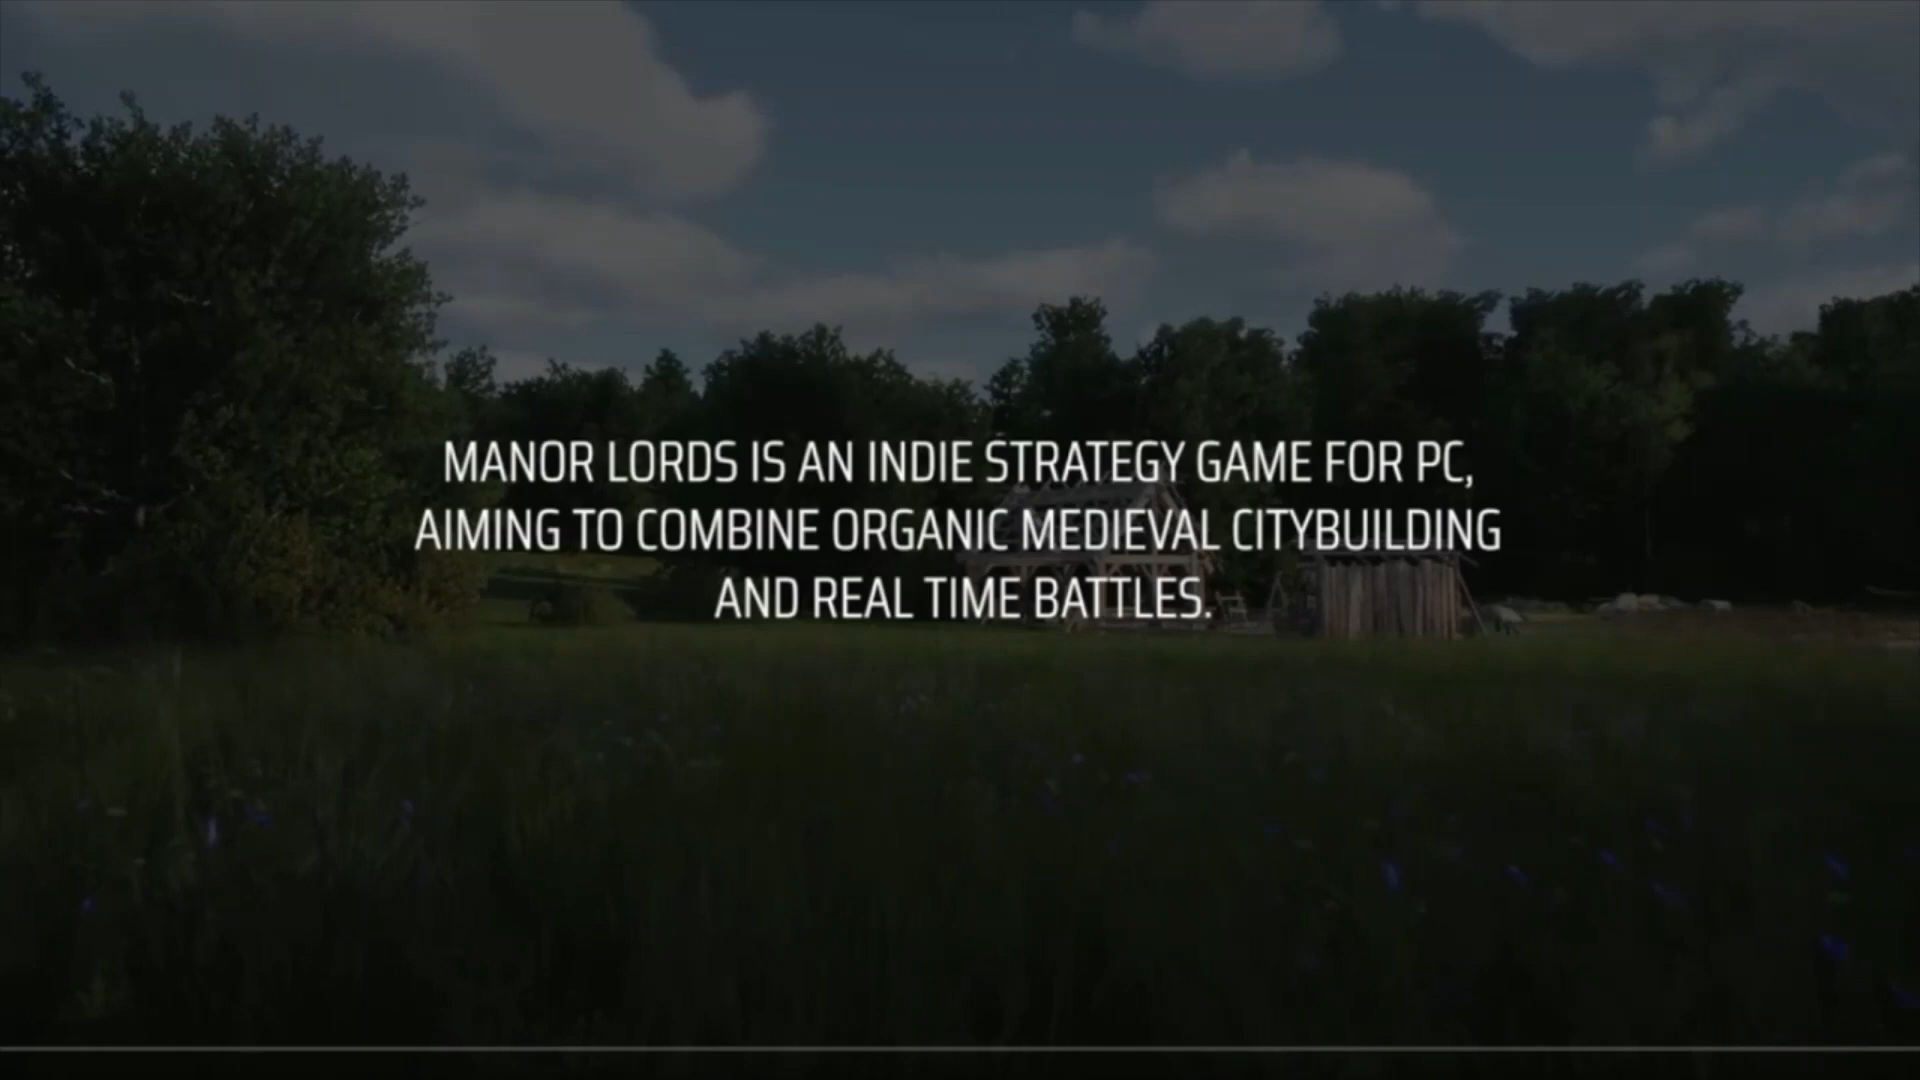 MANOR LORDS IS AN INDIE STRATEGY GAME FOR PC,
AIMING TO COMBINE ORGANIC MEDIEVAL CITYBUILDING
AND REAL TIME BATTLES.